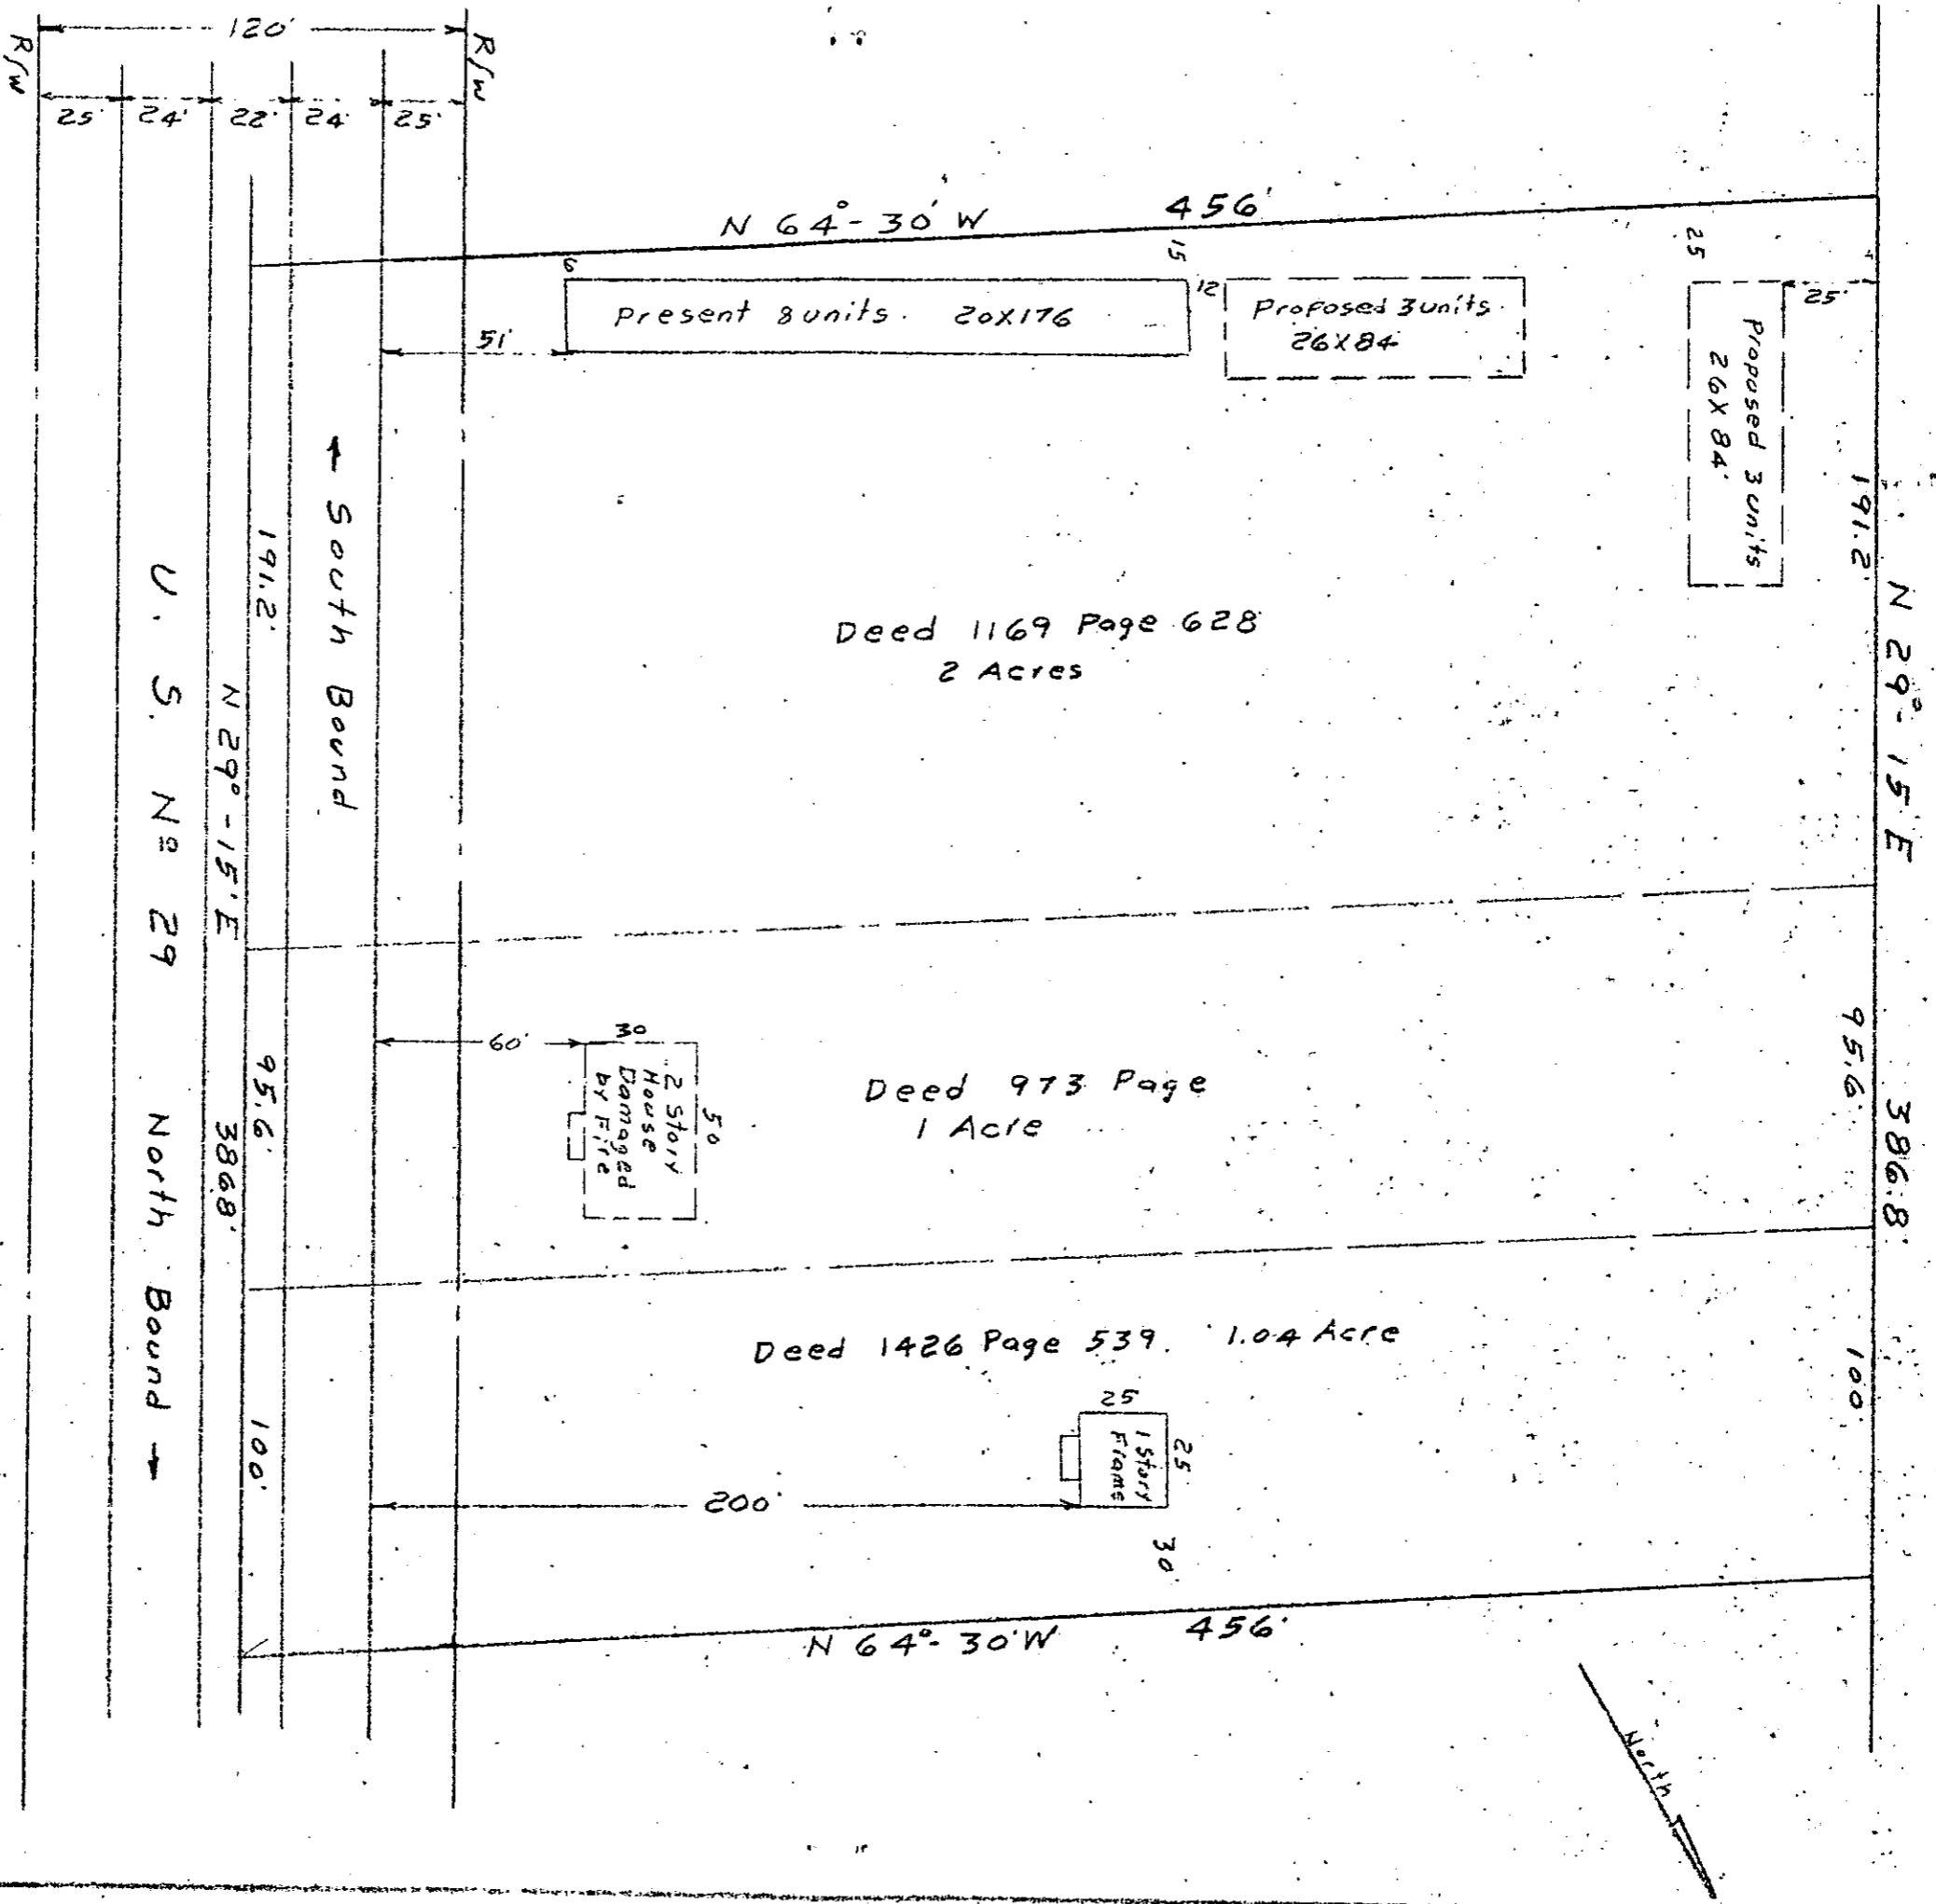 120'
R/W
R/W
25' 24' 22' 24 25'
N 64°-30' W 456'
6
15
12
25
25'
Present 8 units. 20X176
Proposed 3 units.
26X84
Proposed 3 units
26X84'
51'
← South Bound
191.2'
191.2'
N 29°-15' E
386.8'
Deed 1169 Page 628
2 Acres
U. S. Nº 29 North Bound →
N 29°-15' E 386.8'
95.6'
95.6'
60'
30
50
2 Story
House
Damaged
by Fire
Deed 973 Page
1 Acre
Deed 1426 Page 539. 1.04 Acre
100'
100'
25
25
1 Story
Frame
200'
30
N 64°-30' W 456'
North